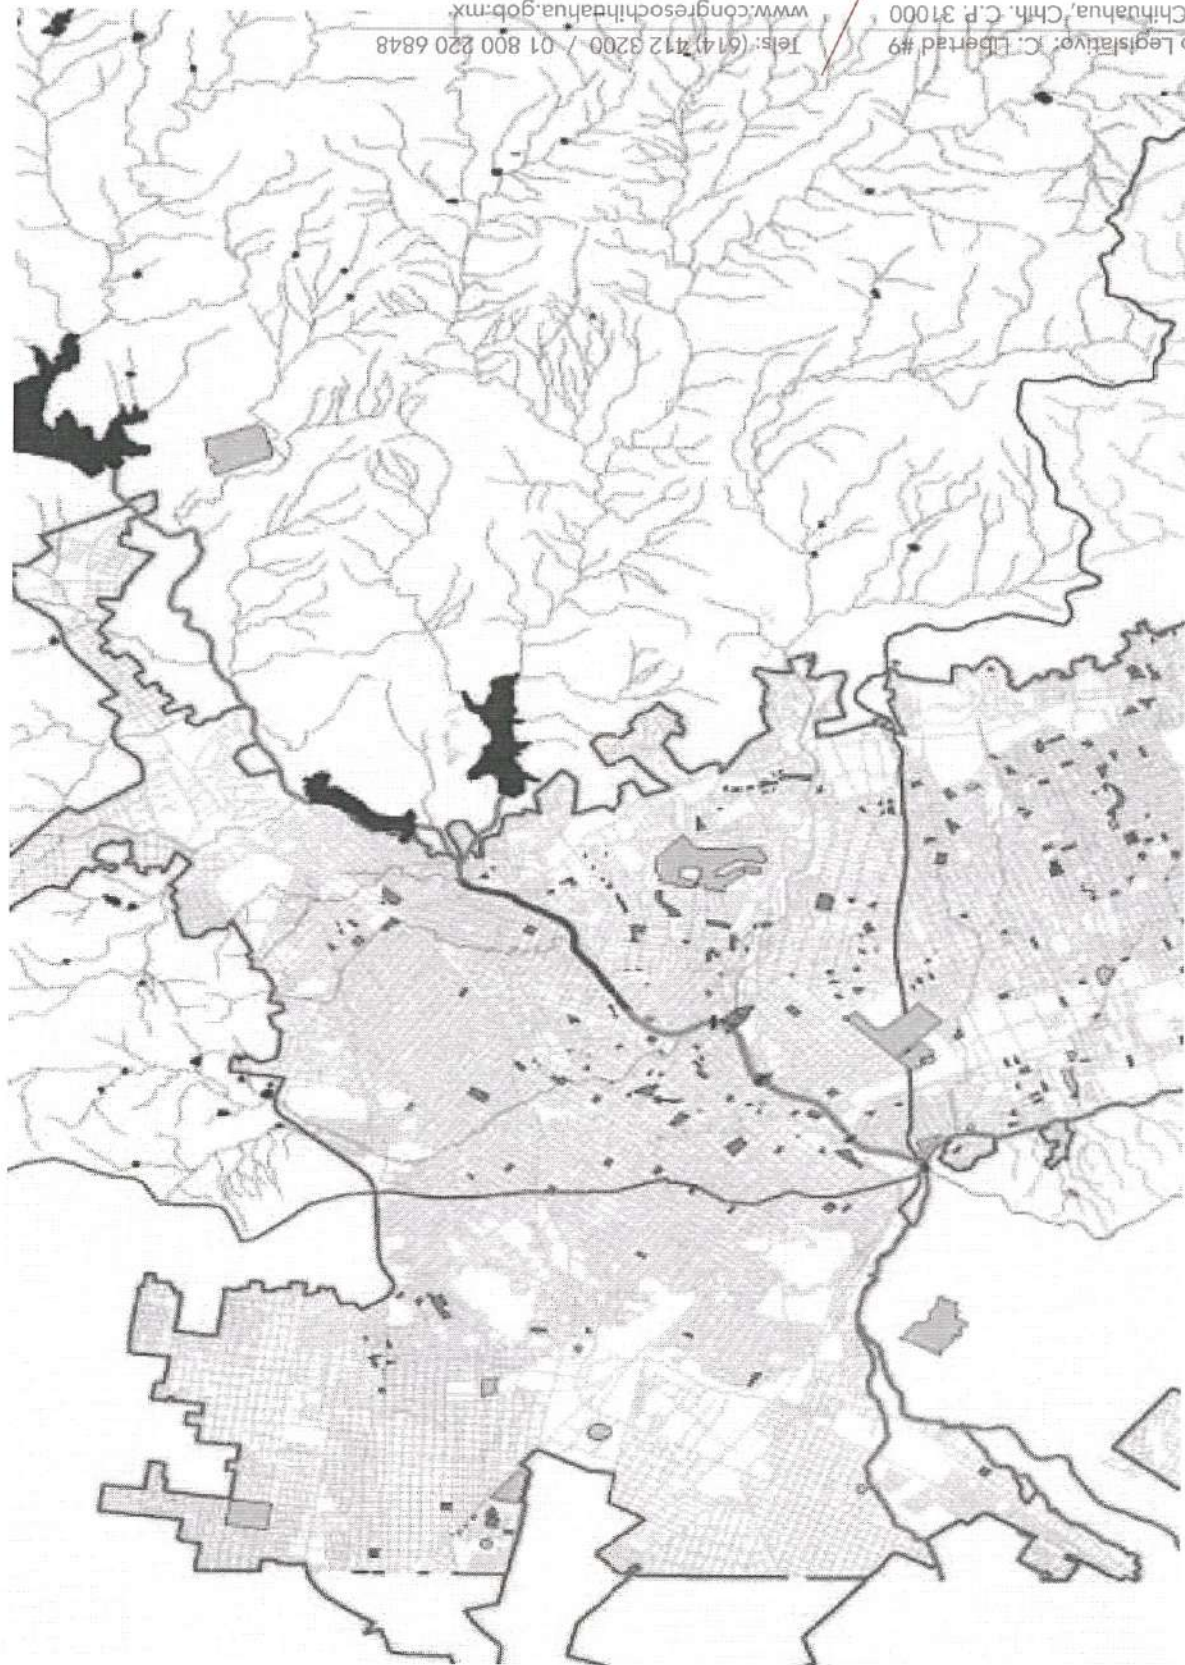 Legislativo: C. Libertad #9
Chihuahua, Chih. C.P. 31000
Tels: (614) 412 3200 / 01 800 220 6848
www.congresochihuahua.gob.mx